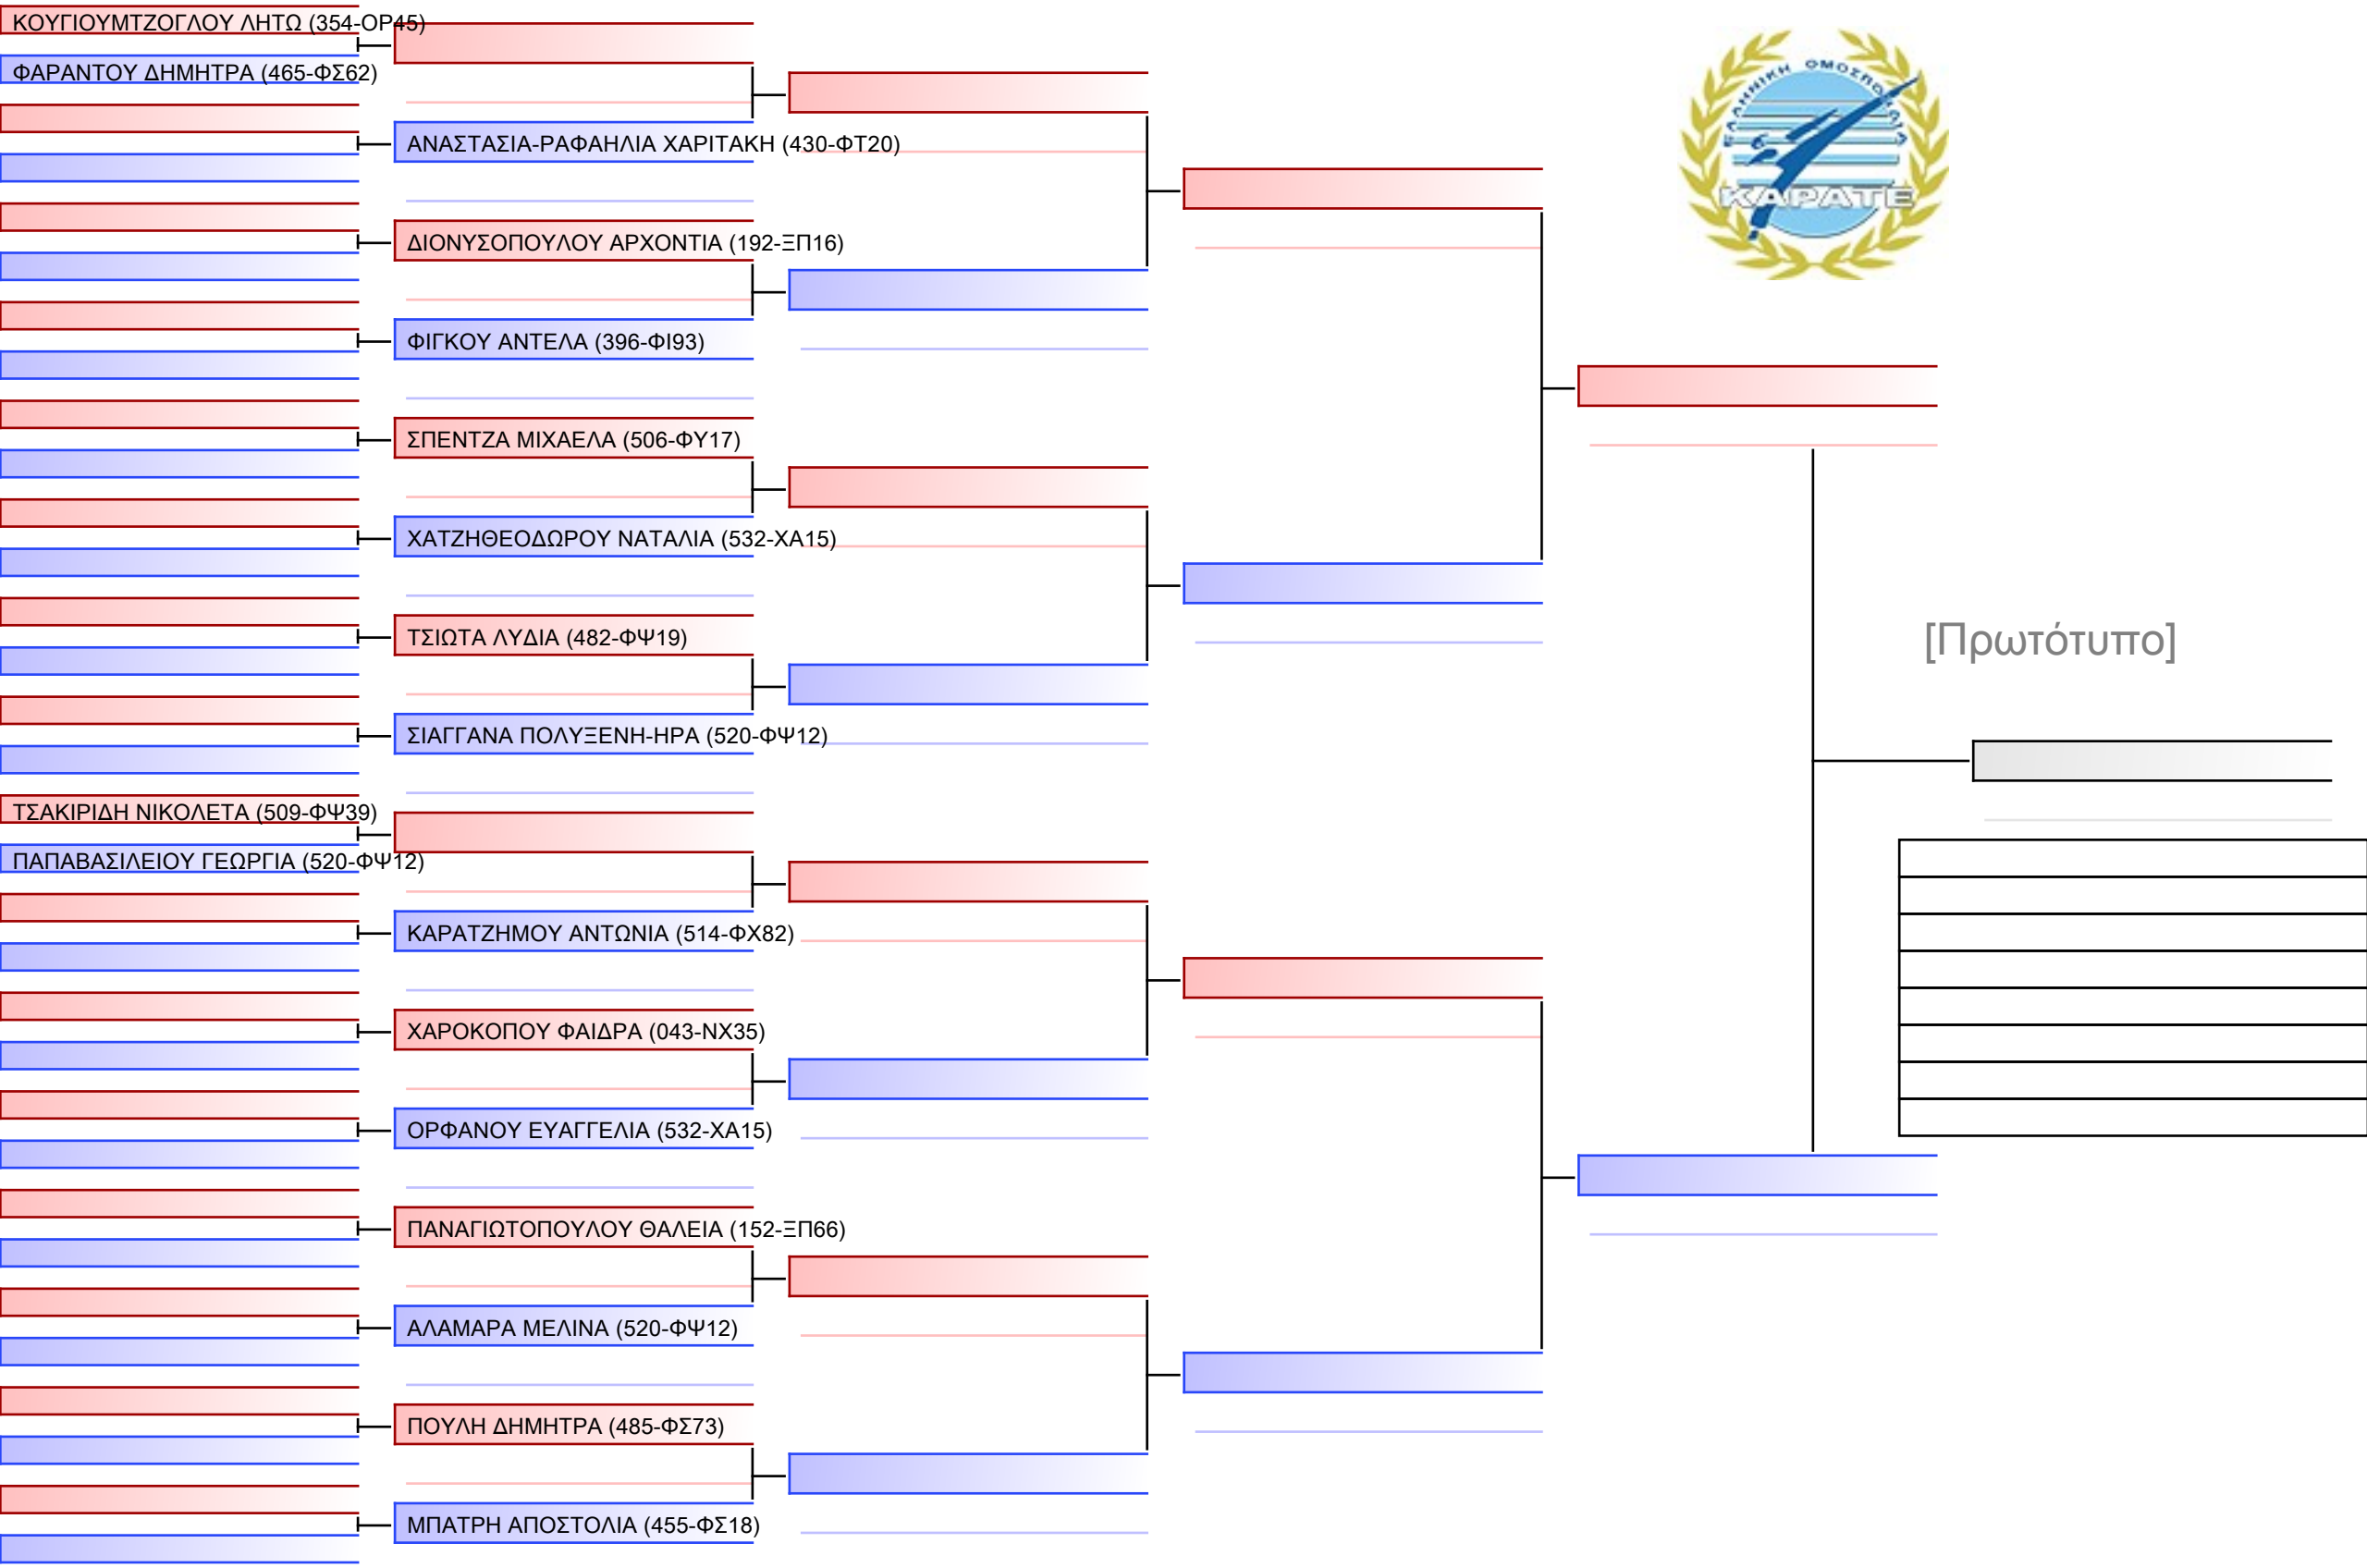 ΚΟΥΓΙΟΥΜΤΖΟΓΛΟΥ ΛΗΤΩ (354-ΟΡ45)
ΦΑΡΑΝΤΟΥ ΔΗΜΗΤΡΑ (465-ΦΣ62)
ΑΝΑΣΤΑΣΙΑ-ΡΑΦΑΗΛΙΑ ΧΑΡΙΤΑΚΗ (430-ΦΤ20)
ΔΙΟΝΥΣΟΠΟΥΛΟΥ ΑΡΧΟΝΤΙΑ (192-ΞΠ16)
ΦΙΓΚΟΥ ΑΝΤΕΛΑ (396-ΦΙ93)
ΣΠΕΝΤΖΑ ΜΙΧΑΕΛΑ (506-ΦΥ17)
ΧΑΤΖΗΘΕΟΔΩΡΟΥ ΝΑΤΑΛΙΑ (532-ΧΑ15)
ΤΣΙΩΤΑ ΛΥΔΙΑ (482-ΦΨ19)
ΣΙΑΓΓΑΝΑ ΠΟΛΥΞΕΝΗ-ΗΡΑ (520-ΦΨ12)
ΤΣΑΚΙΡΙΔΗ ΝΙΚΟΛΕΤΑ (509-ΦΨ39)
ΠΑΠΑΒΑΣΙΛΕΙΟΥ ΓΕΩΡΓΙΑ (520-ΦΨ12)
ΚΑΡΑΤΖΗΜΟΥ ΑΝΤΩΝΙΑ (514-ΦΧ82)
ΧΑΡΟΚΟΠΟΥ ΦΑΙΔΡΑ (043-ΝΧ35)
ΟΡΦΑΝΟΥ ΕΥΑΓΓΕΛΙΑ (532-ΧΑ15)
ΠΑΝΑΓΙΩΤΟΠΟΥΛΟΥ ΘΑΛΕΙΑ (152-ΞΠ66)
ΑΛΑΜΑΡΑ ΜΕΛΙΝΑ (520-ΦΨ12)
ΠΟΥΛΗ ΔΗΜΗΤΡΑ (485-ΦΣ73)
ΜΠΑΤΡΗ ΑΠΟΣΤΟΛΙΑ (455-ΦΣ18)
ΕΛΛΗΝΙΚΗ ΟΜΟΣΠΟΝΔΙΑ
ΚΑΡΑΤΕ
[Πρωτότυπο]